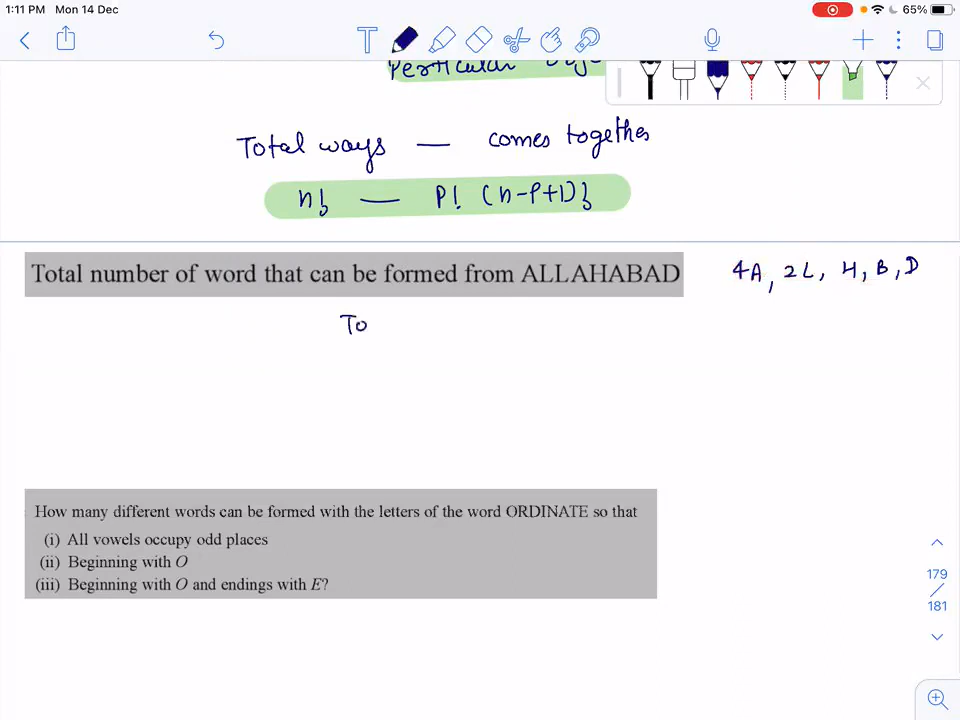 1:11 PM Mon 14 Dec 65%
T
Perticular
Total ways — comes together
n! — P! (n-P+1)!
Total number of word that can be formed from ALLAHABAD
4A, 2L, H, B, D
To
How many different words can be formed with the letters of the word ORDINATE so that
(i) All vowels occupy odd places
(ii) Beginning with O
(iii) Beginning with O and endings with E?
179
181